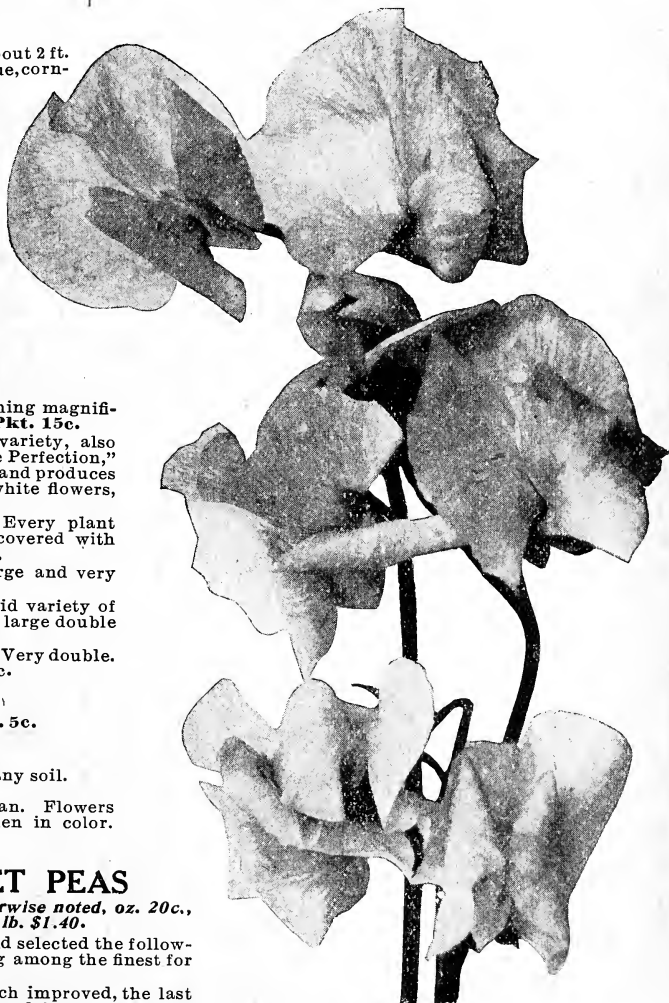 out 2 ft.
ue, corn-
ning magnifi-
Pkt. 15c.
variety, also
e Perfection,"
and produces
white flowers,
Every plant
covered with
rge and very
id variety of
large double
Very double.
c.
. 5c.
ny soil.
an. Flowers
en in color.
ET PEAS
rwise noted, oz. 20c.,
lb. $1.40.
d selected the follow-
g among the finest for
ch improved, the last